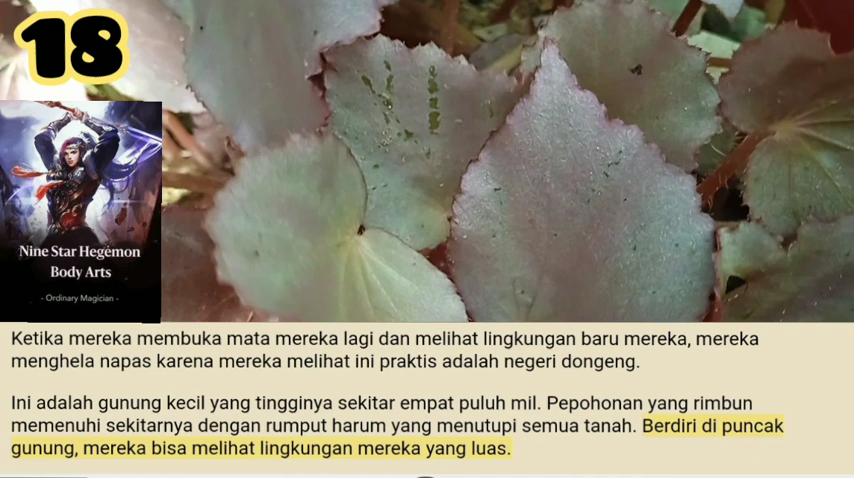 18
Nine Star Hegemon
Body Arts
- Ordinary Magician -
Ketika mereka membuka mata mereka lagi dan melihat lingkungan baru mereka, mereka
menghela napas karena mereka melihat ini praktis adalah negeri dongeng.
Ini adalah gunung kecil yang tingginya sekitar empat puluh mil. Pepohonan yang rimbun
memenuhi sekitarnya dengan rumput harum yang menutupi semua tanah. Berdiri di puncak
gunung, mereka bisa melihat lingkungan mereka yang luas.